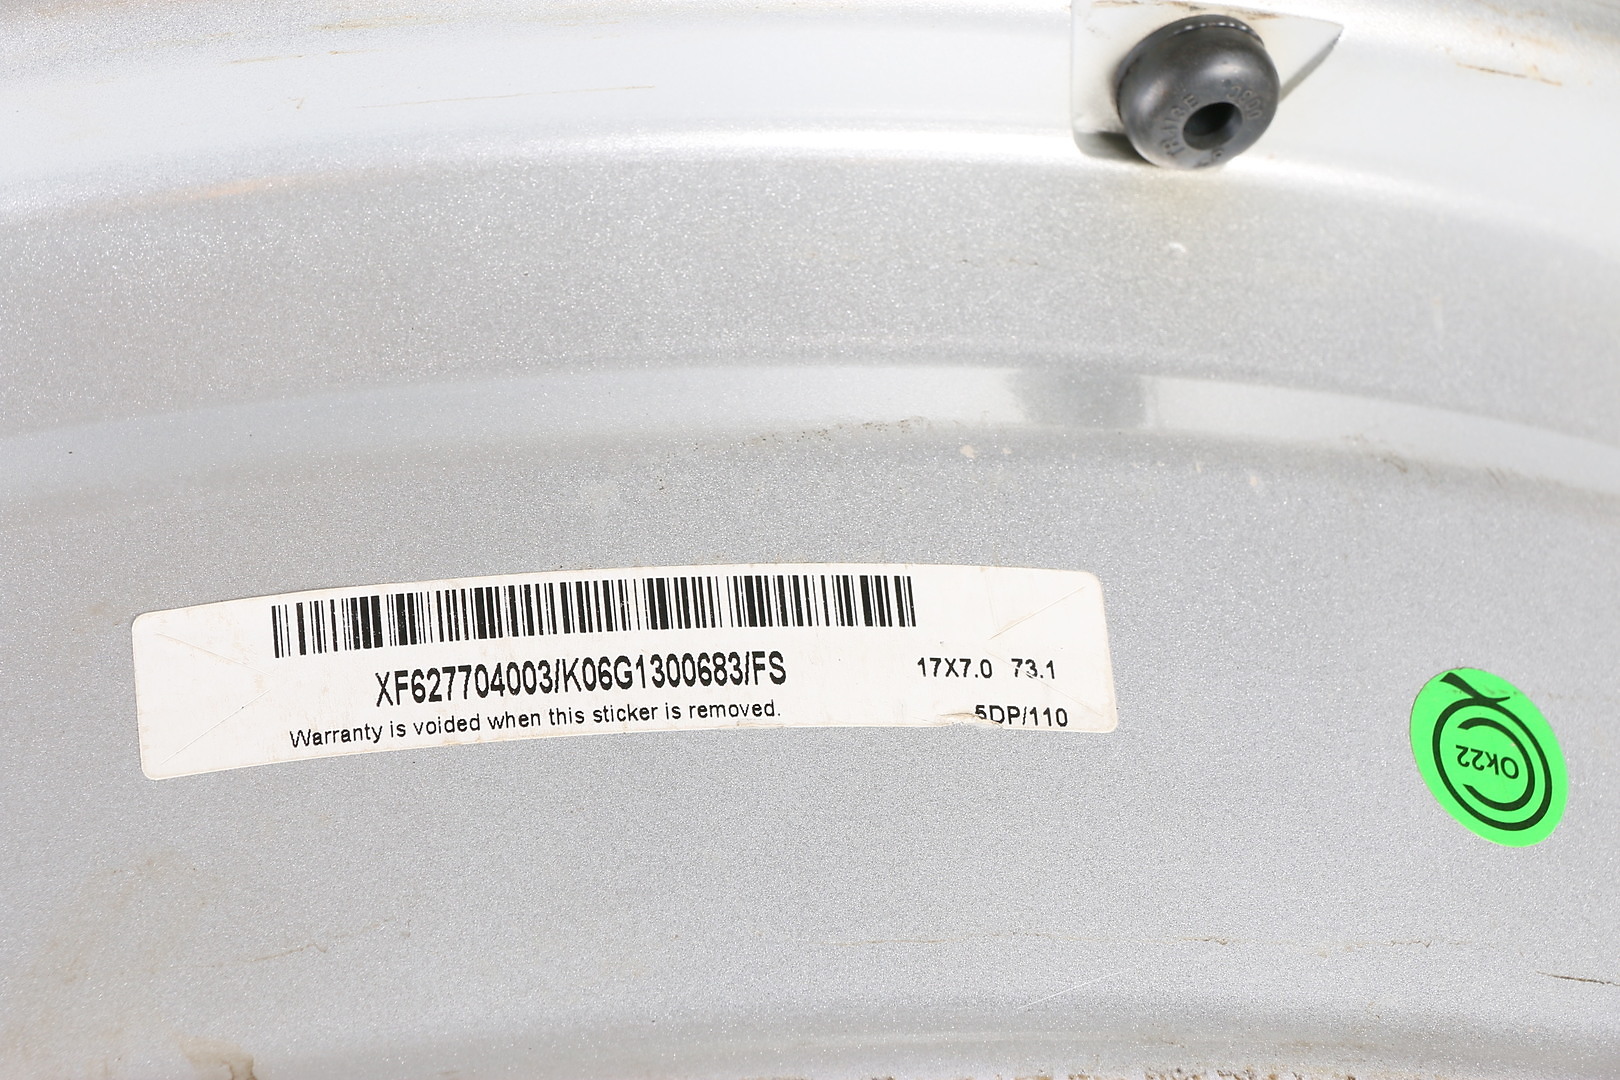 XF627704003/K06G1300683/FS
17X7.0 73.1
Warranty is voided when this sticker is removed.
5DP/110
Ok22